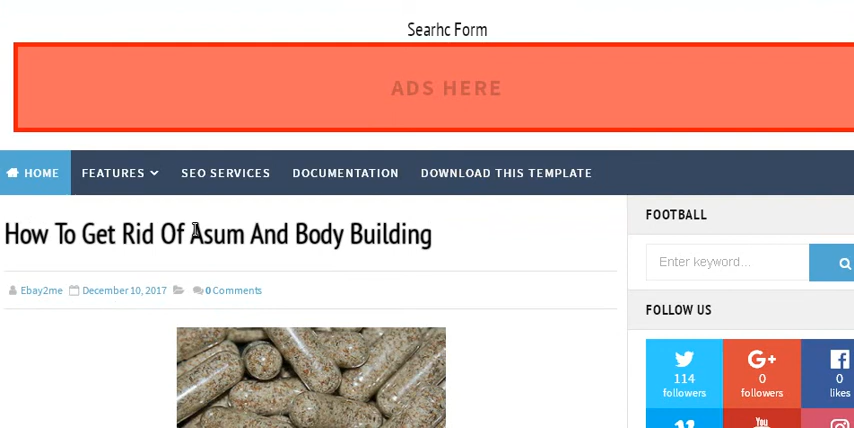 Searhc Form
ADS HERE
HOME FEATURES SEO SERVICES DOCUMENTATION DOWNLOAD THIS TEMPLATE
How To Get Rid Of Asum And Body Building
Ebay2me December 10, 2017 0 Comments
FOOTBALL
Enter keyword...
FOLLOW US
114 0 0
followers followers likes
You